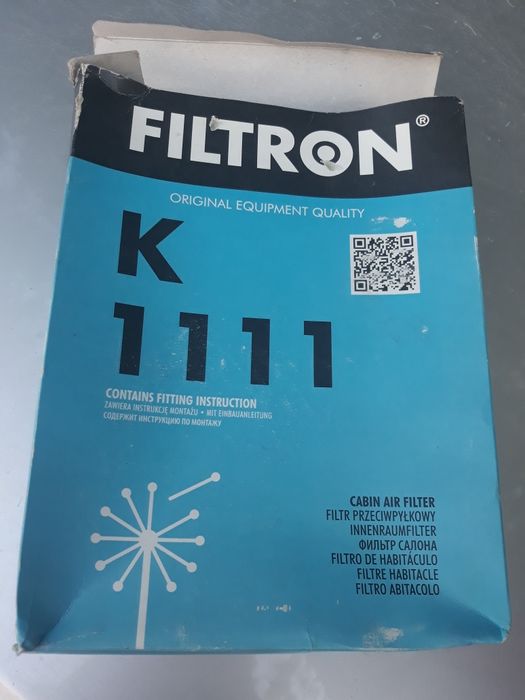 FILTRON®
ORIGINAL EQUIPMENT QUALITY
K
1111
CONTAINS FITTING INSTRUCTION
ZAWIERA INSTRUKCJĘ MONTAŻU • MIT EINBAUANLEITUNG
СОДЕРЖИТ ИНСТРУКЦИЮ ПО МОНТАЖУ
CABIN AIR FILTER
FILTR PRZECIWPYŁKOWY
INNENRAUMFILTER
ФИЛЬТР САЛОНА
FILTRO DE HABITÁCULO
FILTRE HABITACLE
FILTRO ABITACOLO